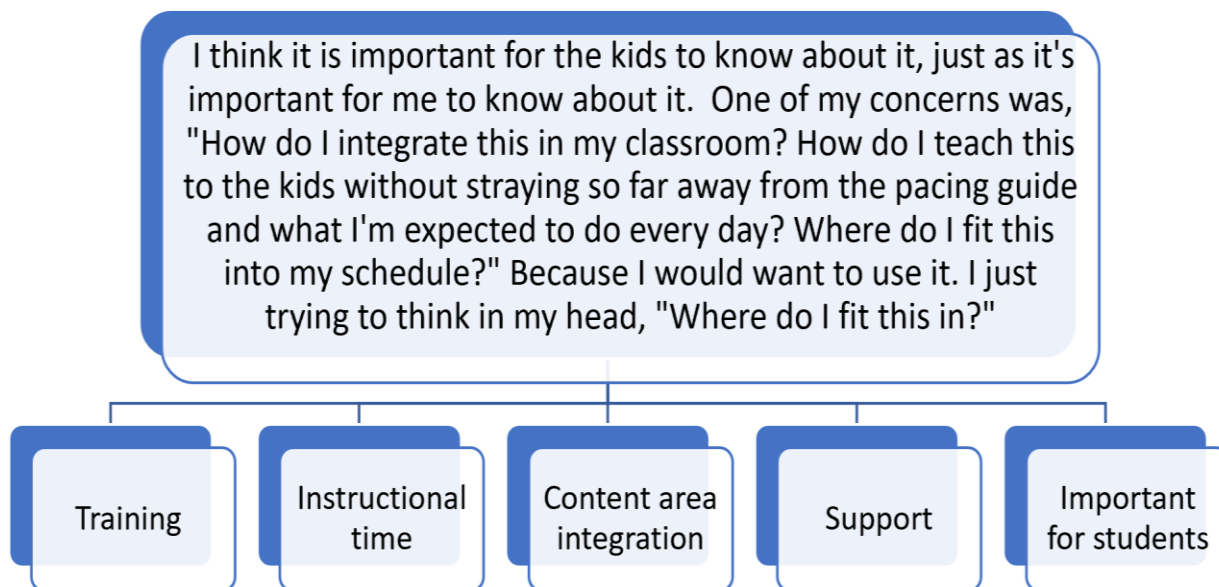 I think it is important for the kids to know about it, just as it's
important for me to know about it.  One of my concerns was,
"How do I integrate this in my classroom? How do I teach this
to the kids without straying so far away from the pacing guide
and what I'm expected to do every day? Where do I fit this
into my schedule?" Because I would want to use it. I just
trying to think in my head, "Where do I fit this in?"
Training
Instructional
time
Content area
integration
Support
Important
for students